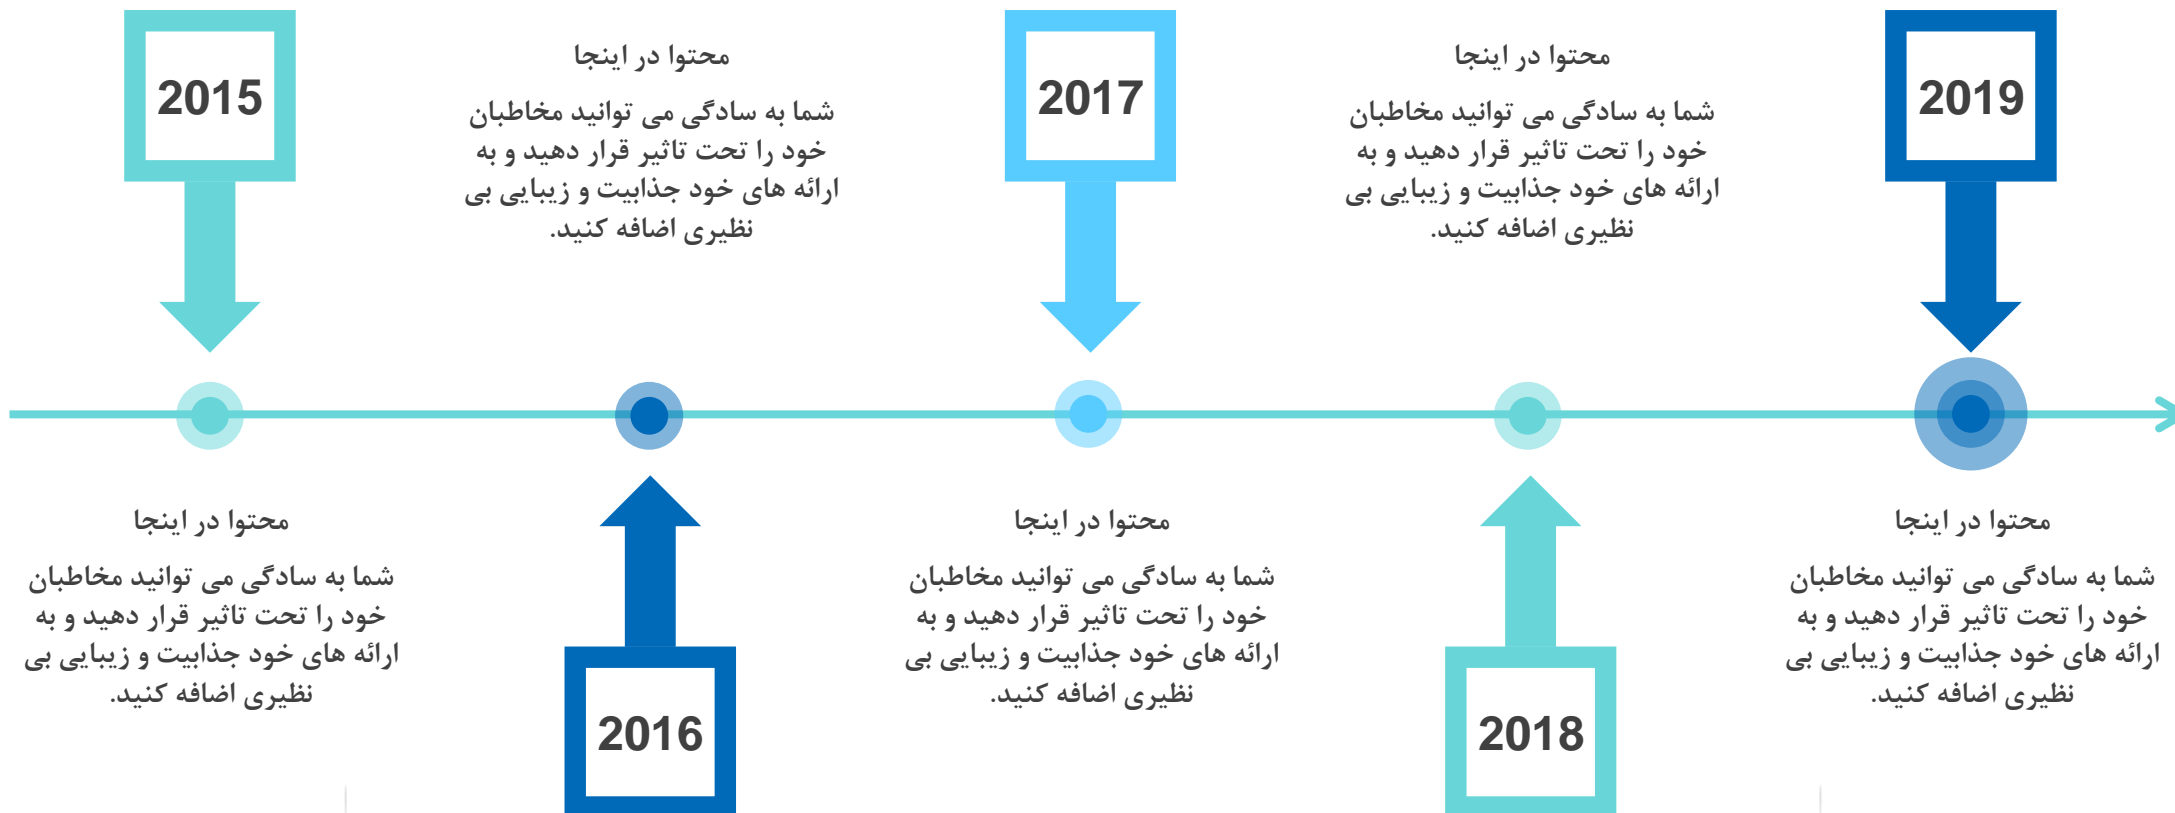 2015
محتوا در اینجا
شما به سادگی می توانید مخاطبان
خود را تحت تاثیر قرار دهید و به
ارائه های خود جذابیت و زیبایی بی
نظیری اضافه کنید.
2017
محتوا در اینجا
شما به سادگی می توانید مخاطبان
خود را تحت تاثیر قرار دهید و به
ارائه های خود جذابیت و زیبایی بی
نظیری اضافه کنید.
2019
محتوا در اینجا
شما به سادگی می توانید مخاطبان
خود را تحت تاثیر قرار دهید و به
ارائه های خود جذابیت و زیبایی بی
نظیری اضافه کنید.
2016
محتوا در اینجا
شما به سادگی می توانید مخاطبان
خود را تحت تاثیر قرار دهید و به
ارائه های خود جذابیت و زیبایی بی
نظیری اضافه کنید.
2018
محتوا در اینجا
شما به سادگی می توانید مخاطبان
خود را تحت تاثیر قرار دهید و به
ارائه های خود جذابیت و زیبایی بی
نظیری اضافه کنید.